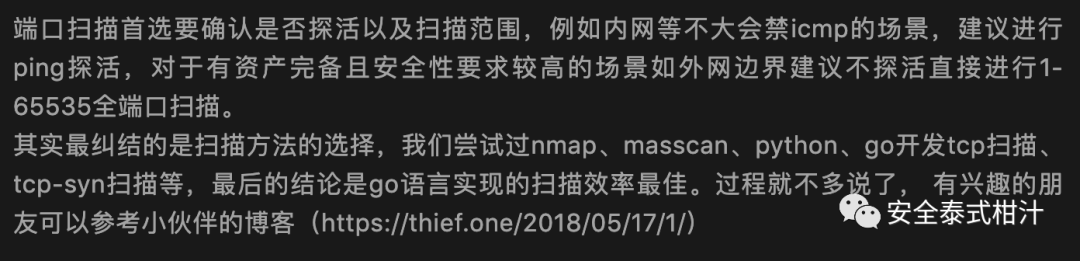 端口扫描首选要确认是否探活以及扫描范围，例如内网等不大会禁icmp的场景，建议进行
ping探活，对于有资产完备且安全性要求较高的场景如外网边界建议不探活直接进行1-
65535全端口扫描。
其实最纠结的是扫描方法的选择，我们尝试过nmap、masscan、python、go开发tcp扫描、
tcp-syn扫描等，最后的结论是go语言实现的扫描效率最佳。过程就不多说了， 有兴趣的朋
友可以参考小伙伴的博客（https://thief.one/2018/05/17/1/）
安全泰式柑汁